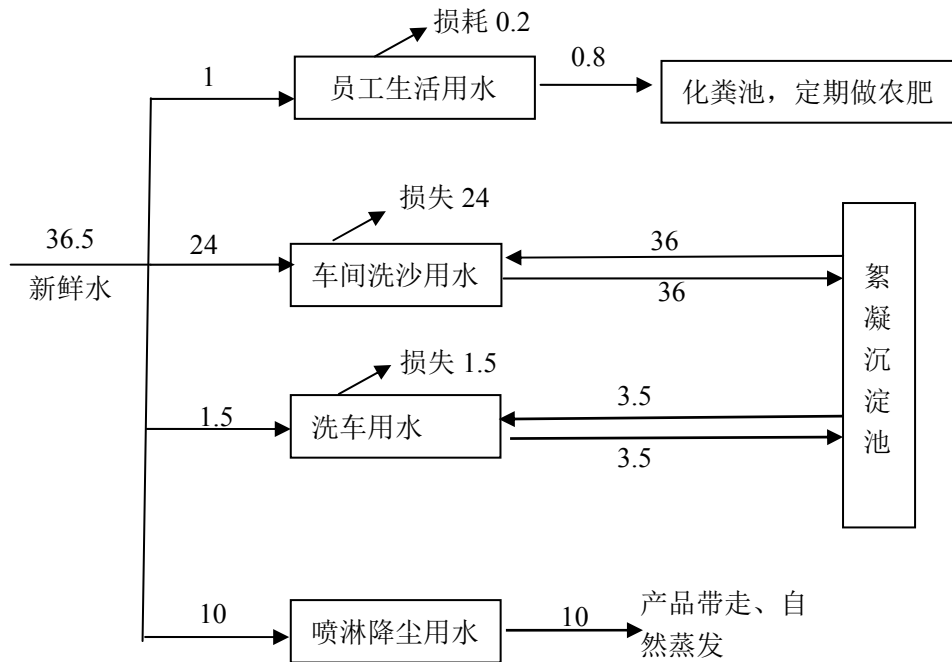 损耗 0.2
1
员工生活用水
0.8
化粪池，定期做农肥
损失 24
36.5
新鲜水
24
车间洗沙用水
36
36
絮凝沉淀池
损失 1.5
1.5
洗车用水
3.5
3.5
10
喷淋降尘用水
10
产品带走、自
然蒸发